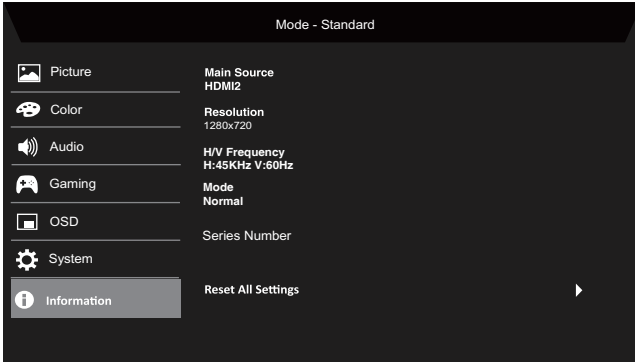 Mode - Standard
Picture
Color
Audio
Gaming
OSD
System
Information
Main Source
HDMI2
Resolution
1280x720
H/V Frequency
H:45KHz V:60Hz
Mode
Normal
Series Number
Reset All Settings